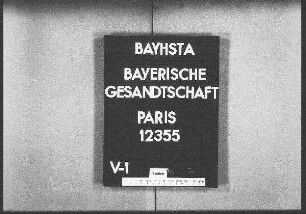 BAYHSTA
BAYERISCHE
GESANDTSCHAFT
PARIS
12355
V-1